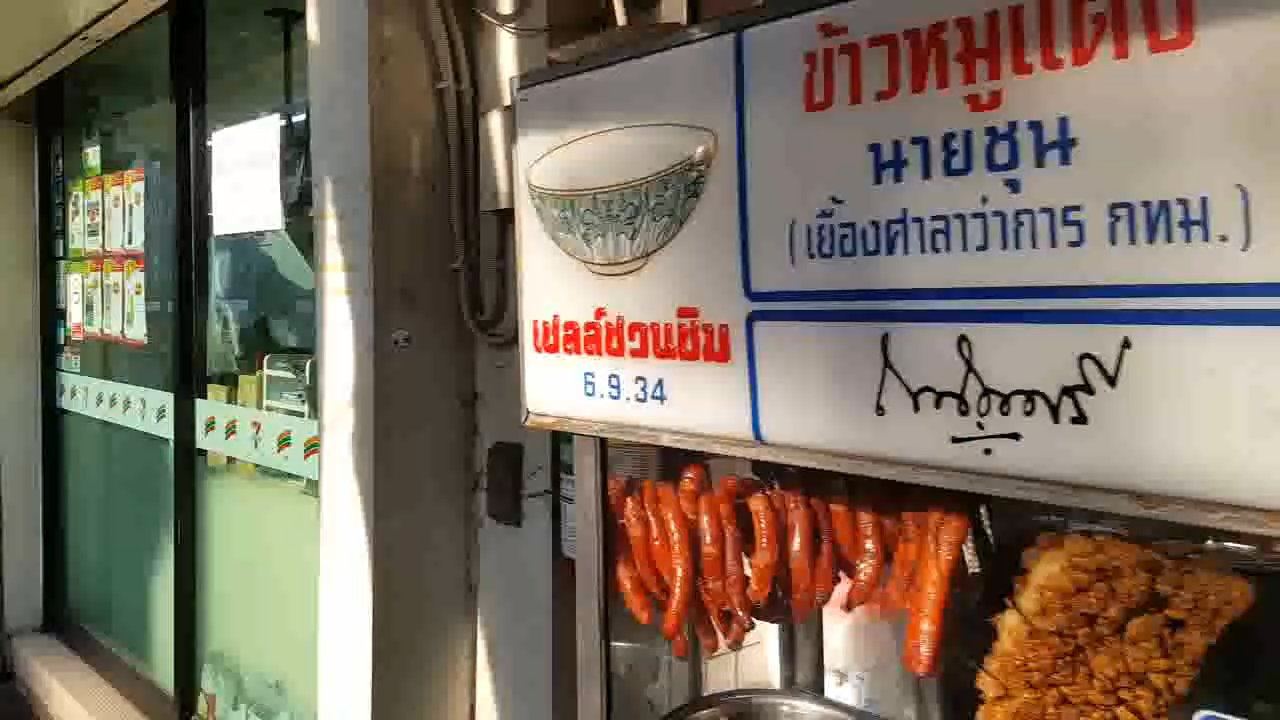 ข้าวหมูแดง
นายชุน
(เยื้องศาลาว่าการ กทม.)
เชลล์ชวนชิม
6.9.34